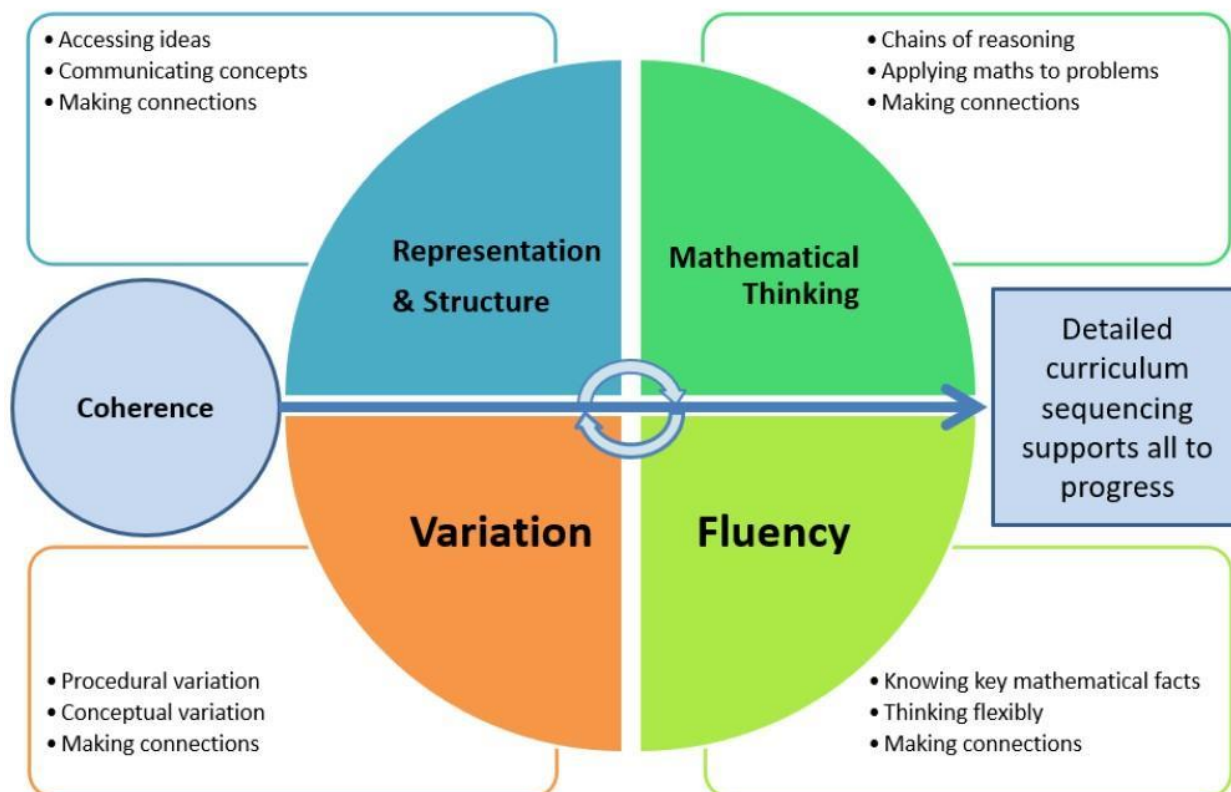 • Accessing ideas
• Communicating concepts
• Making connections
• Chains of reasoning
• Applying maths to problems
• Making connections
Representation
& Structure
Mathematical
Thinking
Coherence
Detailed
curriculum
sequencing
supports all to
progress
Variation
Fluency
• Procedural variation
• Conceptual variation
• Making connections
• Knowing key mathematical facts
• Thinking flexibly
• Making connections